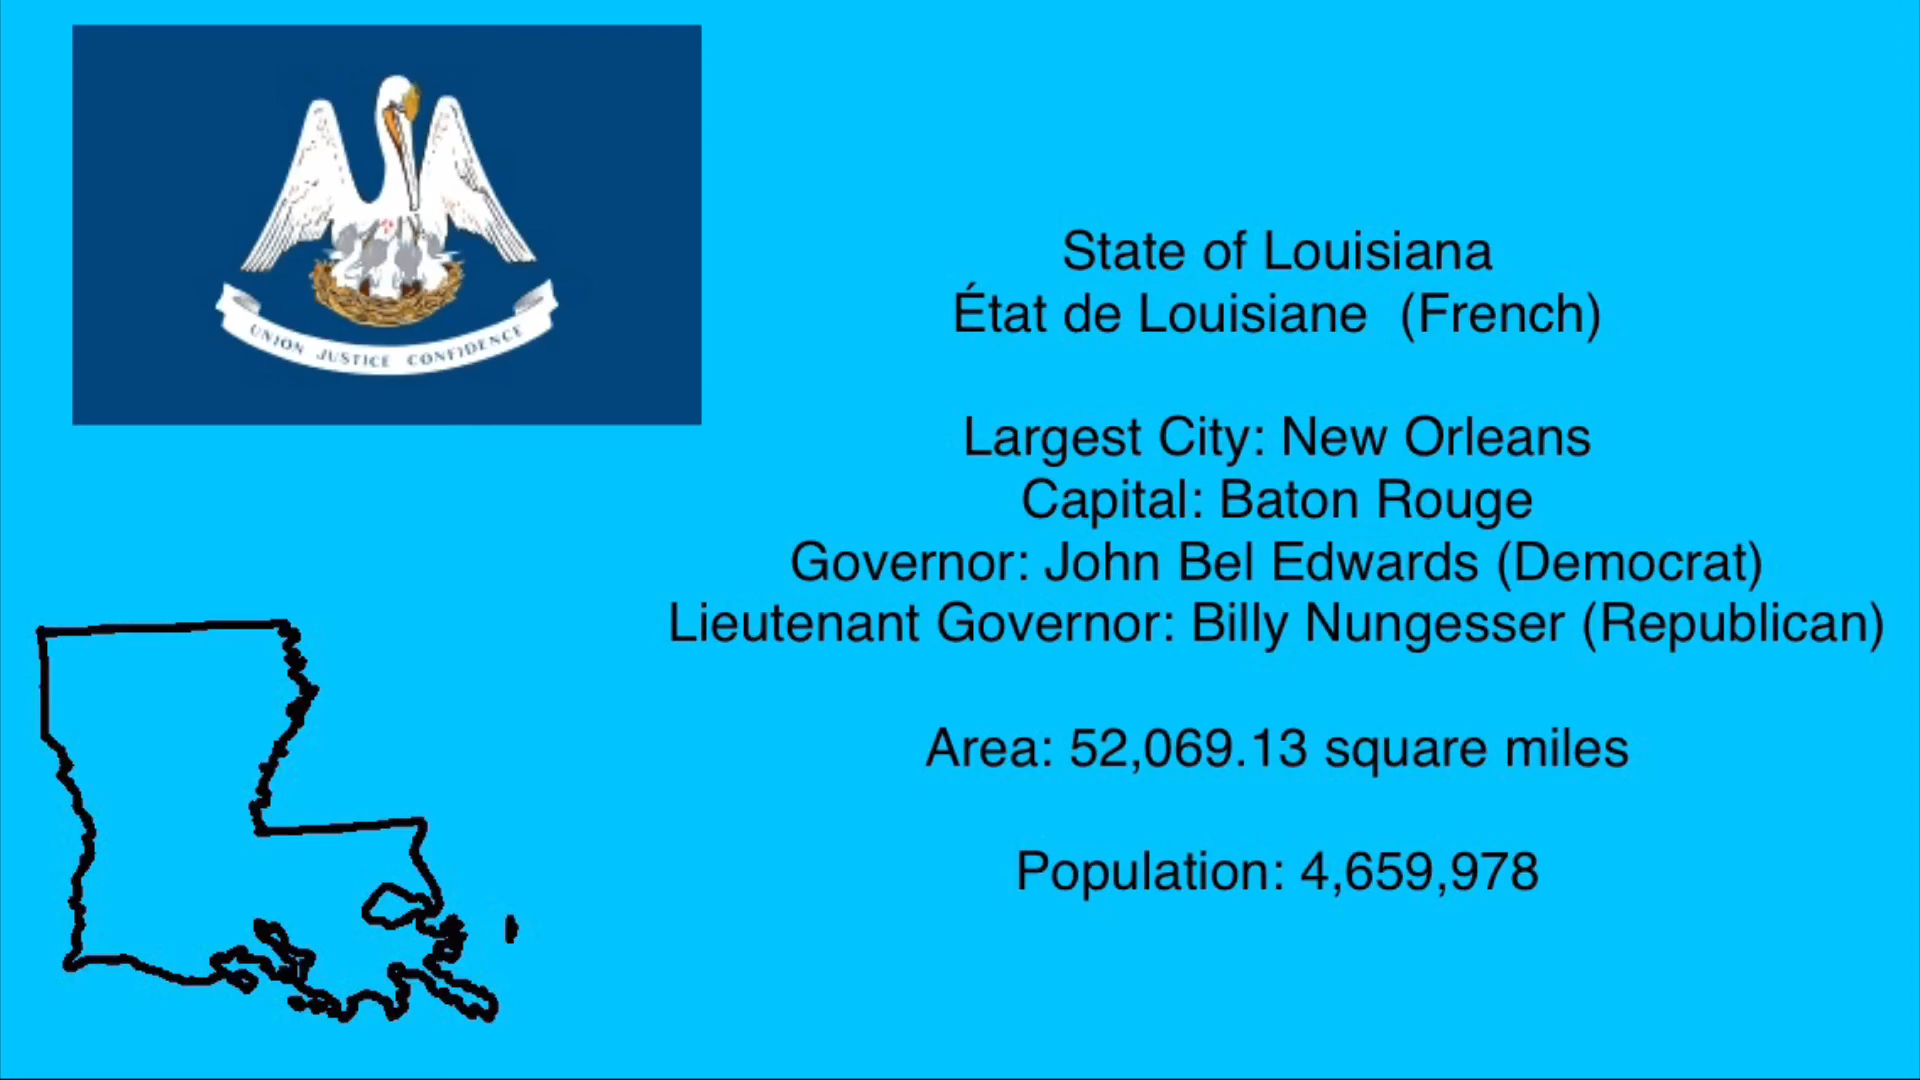 UNION JUSTICE CONFIDENCE
State of Louisiana
État de Louisiane (French)
Largest City: New Orleans
Capital: Baton Rouge
Governor: John Bel Edwards (Democrat)
Lieutenant Governor: Billy Nungesser (Republican)
Area: 52,069.13 square miles
Population: 4,659,978